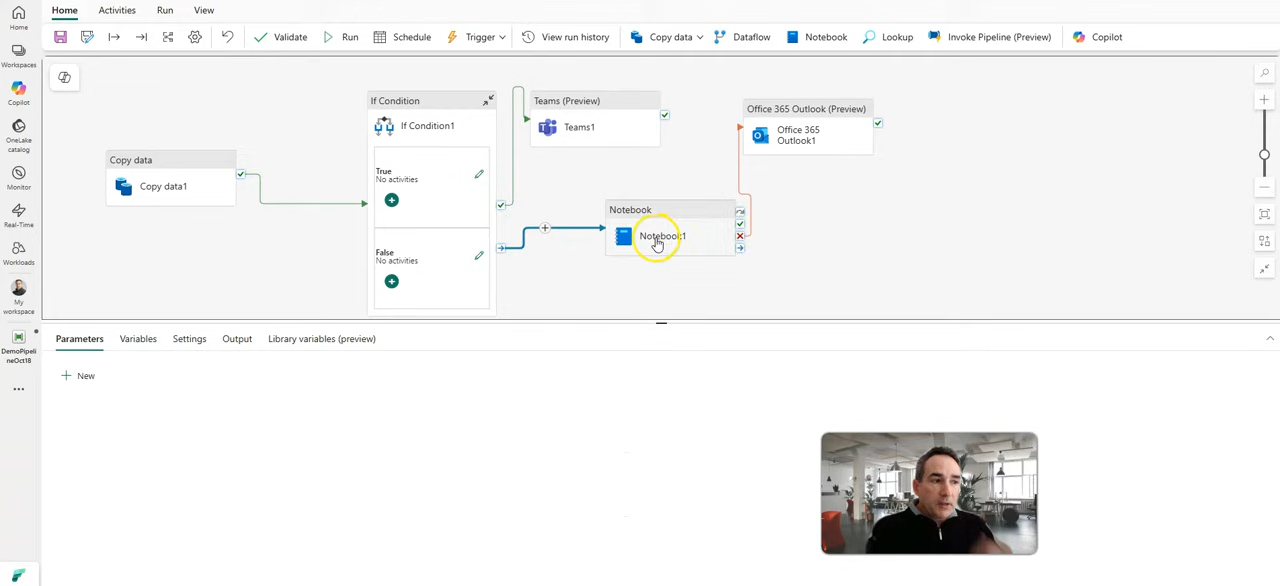 Home Activities Run View
Validate Run Schedule Trigger View run history Copy data Dataflow Notebook Lookup Invoke Pipeline (Preview) Copilot
Home
Workspaces
Copilot
OneLake
catalog
Monitor
Real-Time
Workloads
My
workspace
DemoPipeli
neOct18
Copy data
Copy data1
If Condition
If Condition1
True
No activities
False
No activities
Teams (Preview)
Teams1
Notebook
Notebook1
Office 365 Outlook (Preview)
Office 365
Outlook1
Parameters Variables Settings Output Library variables (preview)
New